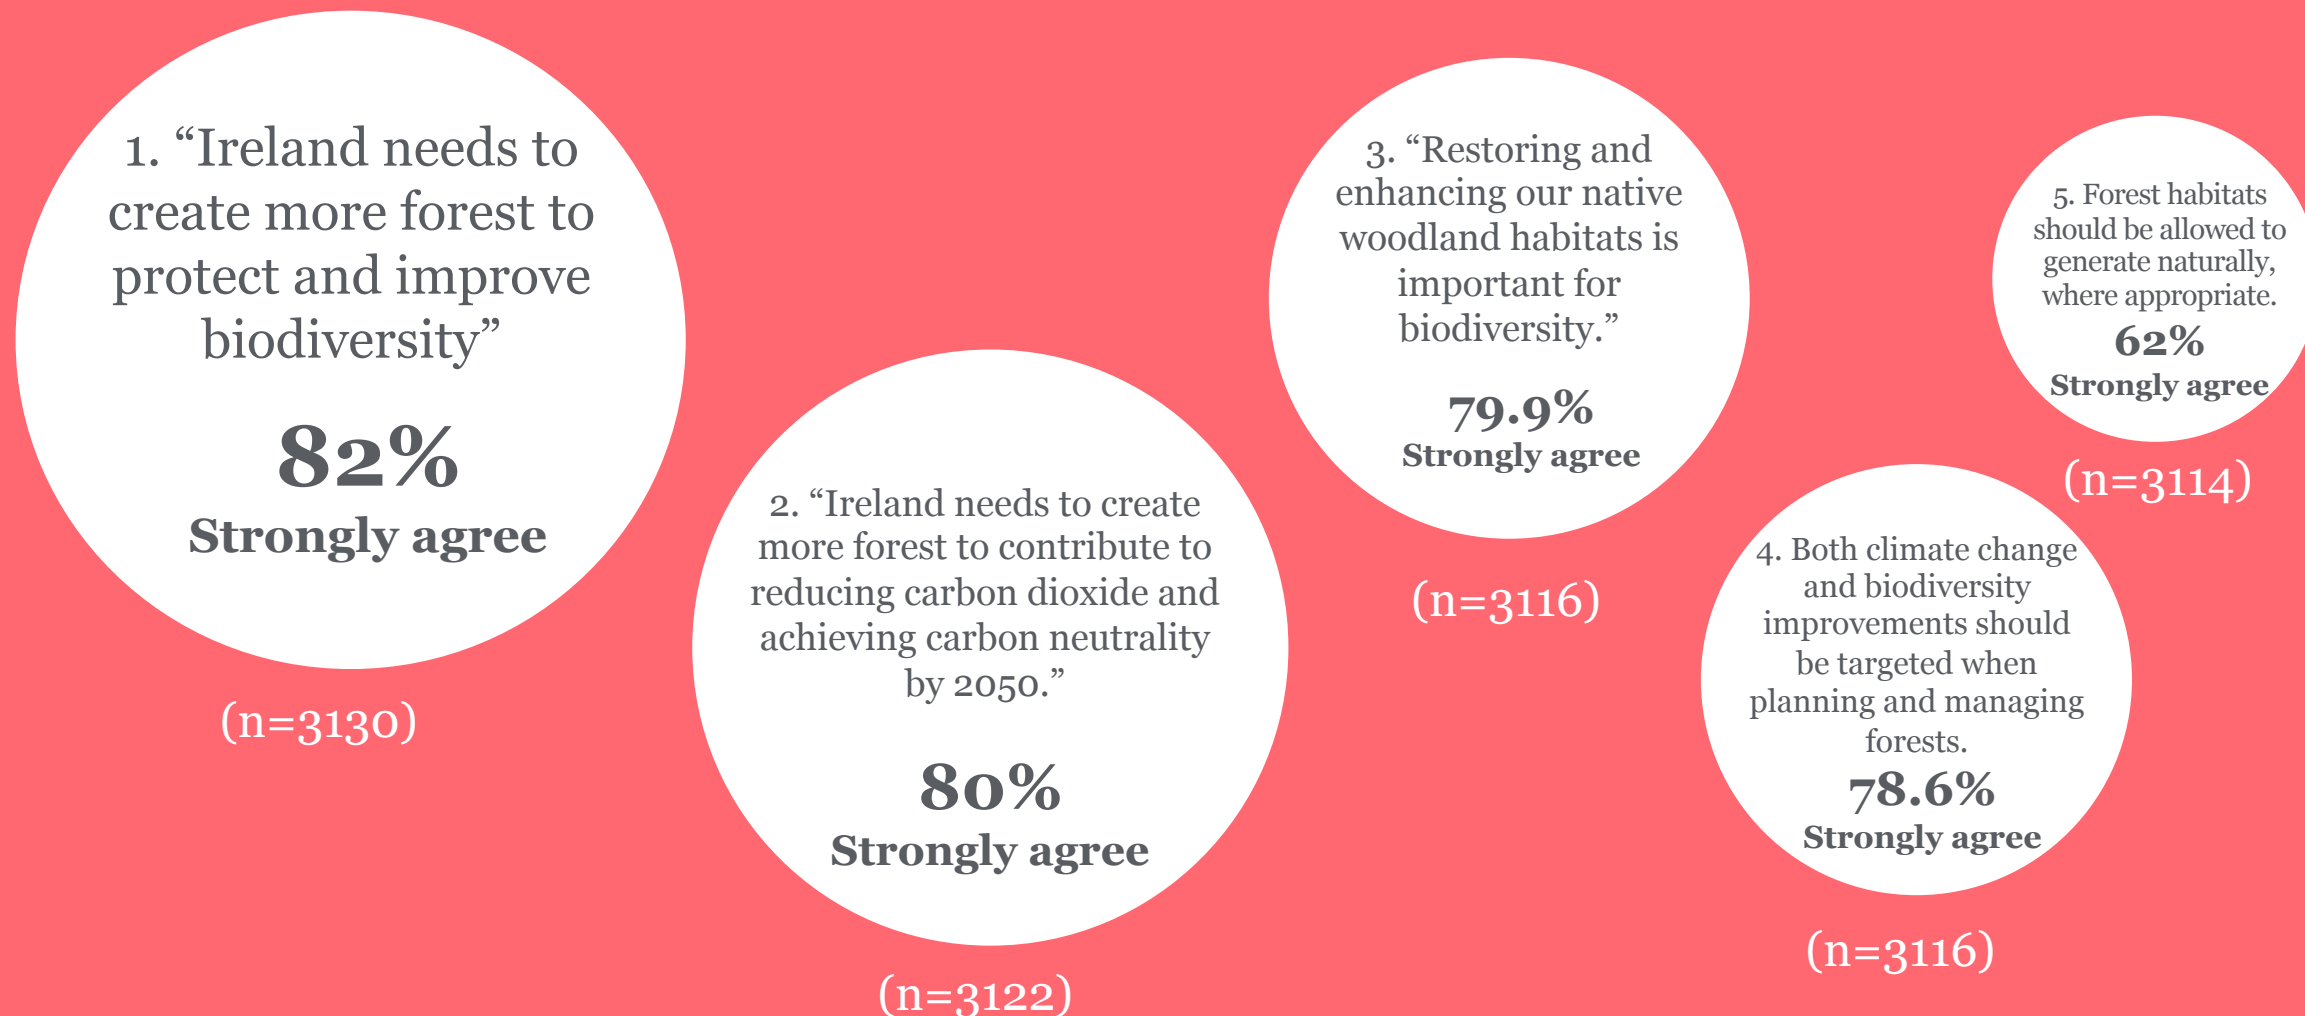 1. “Ireland needs to
create more forest to
protect and improve
biodiversity”
82%
Strongly agree
(n=3130)
2. “Ireland needs to create
more forest to contribute to
reducing carbon dioxide and
achieving carbon neutrality
by 2050.”
80%
Strongly agree
(n=3122)
3. “Restoring and
enhancing our native
woodland habitats is
important for
biodiversity.”
79.9%
Strongly agree
(n=3116)
4. Both climate change
and biodiversity
improvements should
be targeted when
planning and managing
forests.
78.6%
Strongly agree
(n=3116)
5. Forest habitats
should be allowed to
generate naturally,
where appropriate.
62%
Strongly agree
(n=3114)